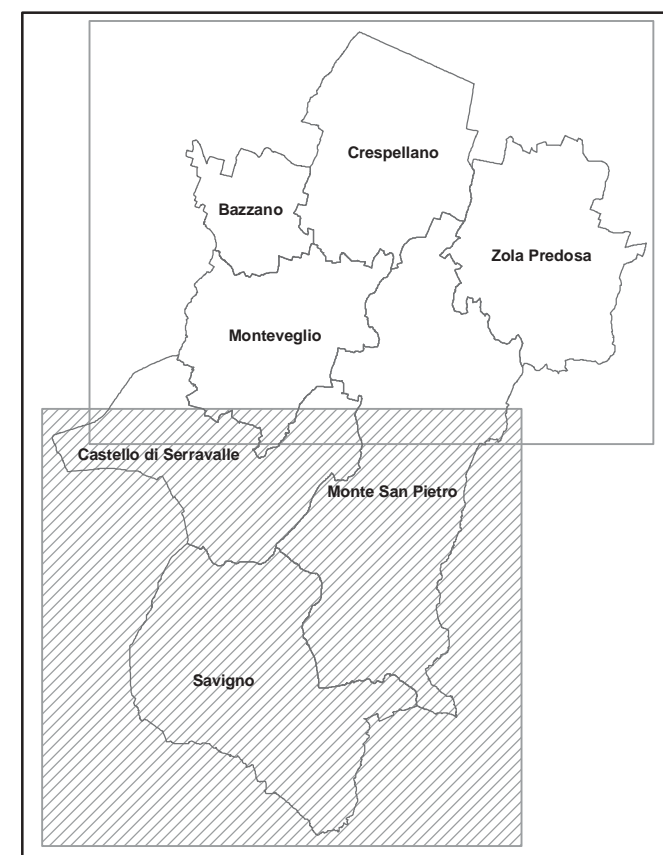 Crespellano
Bazzano
Zola Predosa
Monteveglio
Castello di Serravalle
Monte San Pietro
Savigno